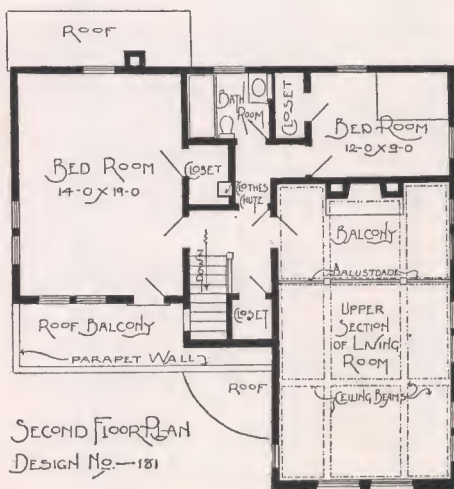 ROOF
BATH
ROOM
CLOSET
BED ROOM
12-0 X 9-0
BED ROOM
14-0 X 19-0
CLOSET
CLOTHES
CHUTE
BALCONY
DOWN
BALUSTDADE
UPPER
SECTION
OF LIVING
ROOM
CLOSET
ROOF BALCONY
PARAPET WALL
ROOF
CEILING BEAMS
SECOND FLOOR PLAN
DESIGN NO.—181